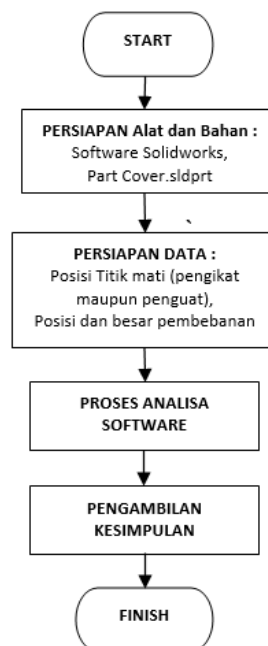 START
PERSIAPAN Alat dan Bahan :
Software Solidworks,
Part Cover.sldprt
`
PERSIAPAN DATA :
Posisi Titik mati (pengikat
maupun penguat),
Posisi dan besar pembebanan
PROSES ANALISA
SOFTWARE
PENGAMBILAN
KESIMPULAN
FINISH